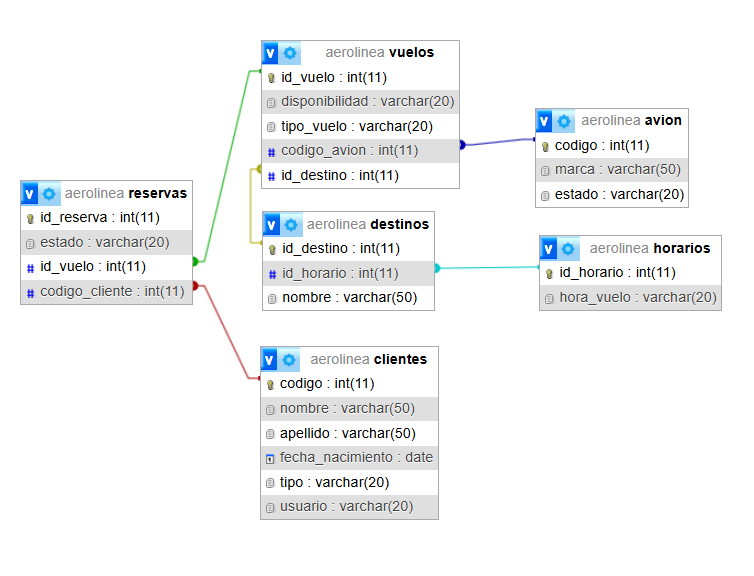 v aerolinea vuelos
id_vuelo : int(11)
disponibilidad : varchar(20)
tipo_vuelo : varchar(20)
# codigo_avion : int(11)
# id_destino : int(11)
v aerolinea avion
codigo : int(11)
marca : varchar(50)
estado : varchar(20)
v aerolinea reservas
id_reserva : int(11)
estado : varchar(20)
# id_vuelo : int(11)
# codigo_cliente : int(11)
v aerolinea destinos
id_destino : int(11)
# id_horario : int(11)
nombre : varchar(50)
v aerolinea horarios
id_horario : int(11)
hora_vuelo : varchar(20)
v aerolinea clientes
codigo : int(11)
nombre : varchar(50)
apellido : varchar(50)
fecha_nacimiento : date
tipo : varchar(20)
usuario : varchar(20)